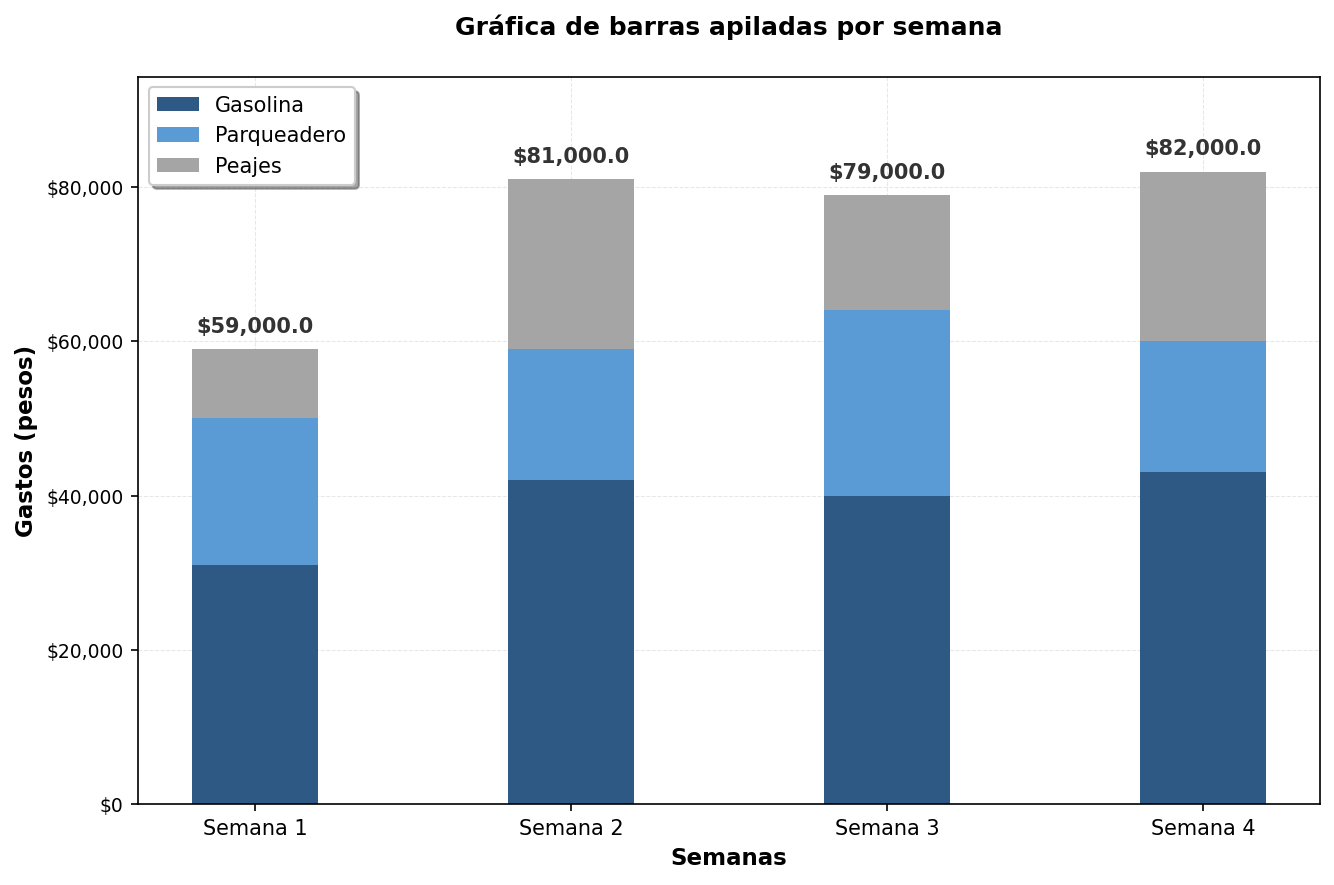 Gráfica de barras apiladas por semana
Gasolina
Parqueadero
Peajes
$59,000.0
$81,000.0
$79,000.0
$82,000.0
$80,000
$60,000
$40,000
$20,000
$0
Gastos (pesos)
Semana 1
Semana 2
Semana 3
Semana 4
Semanas